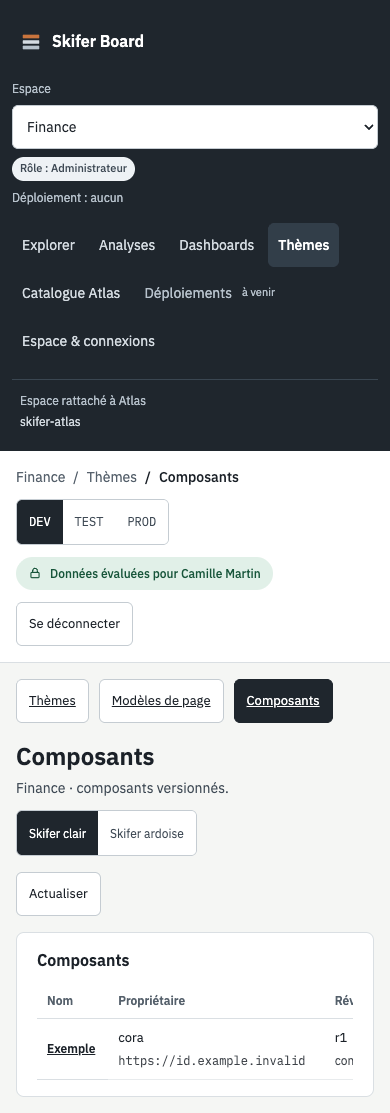 Skifer Board
Espace
Finance
Rôle : Administrateur
Déploiement : aucun
Explorer Analyses Dashboards Thèmes
Catalogue Atlas Déploiements à venir
Espace & connexions
Espace rattaché à Atlas
skifer-atlas
Finance / Thèmes / Composants
DEV TEST PROD
Données évaluées pour Camille Martin
Se déconnecter
Thèmes Modèles de page Composants
Composants
Finance · composants versionnés.
Skifer clair Skifer ardoise
Actualiser
Composants
Nom Propriétaire Rév
Exemple cora r1
https://id.example.invalid